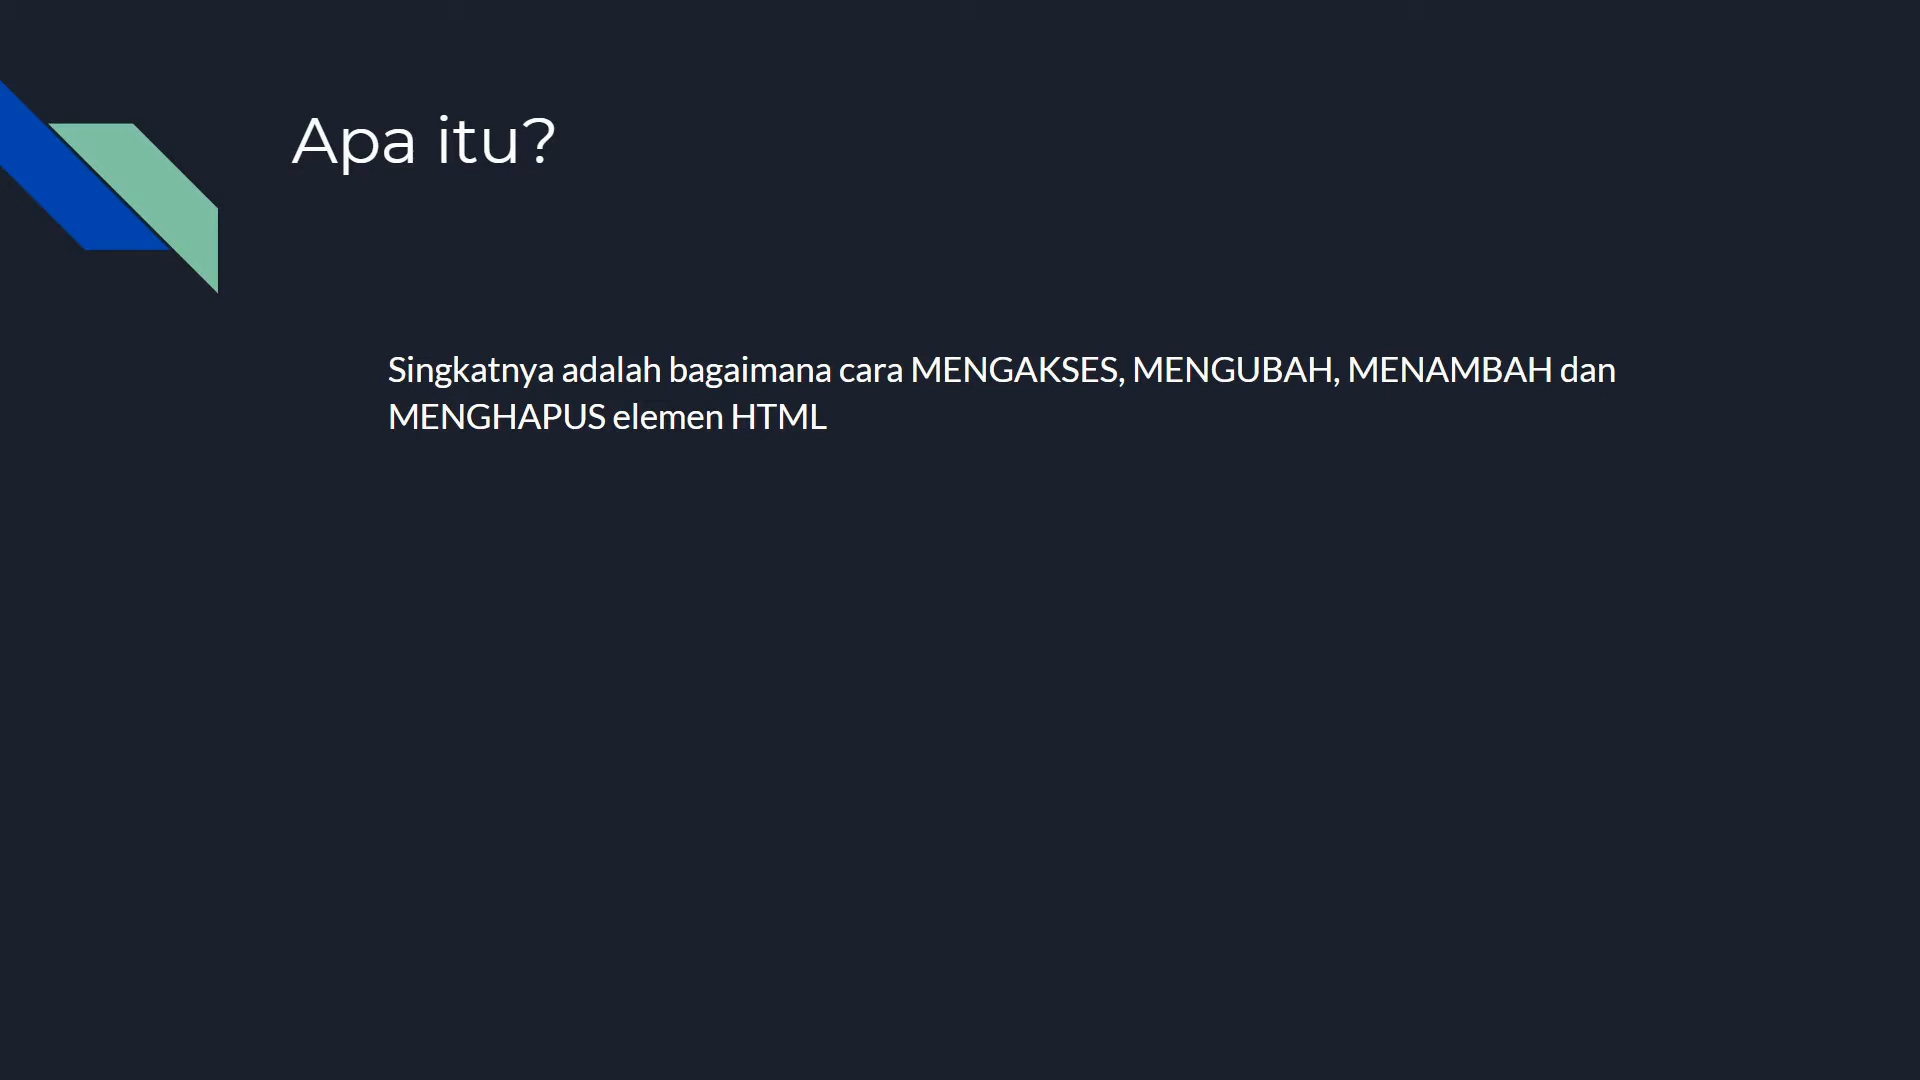 Apa itu?
Singkatnya adalah bagaimana cara MENGAKSES, MENGUBAH, MENAMBAH dan
MENGHAPUS elemen HTML